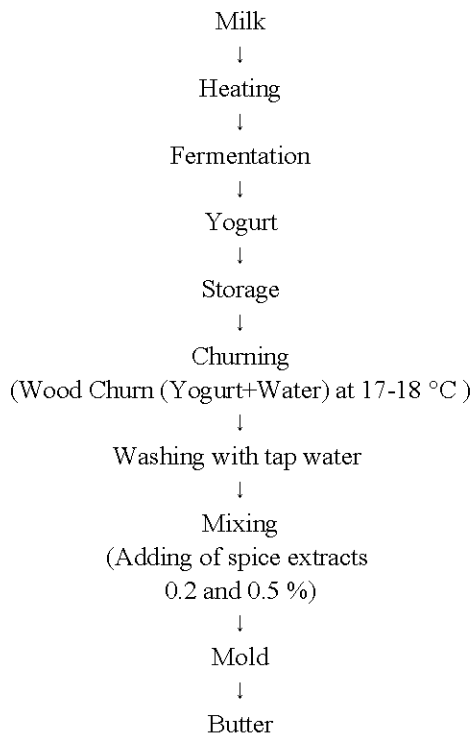 Milk
↓
Heating
↓
Fermentation
↓
Yogurt
↓
Storage
↓
Churning
(Wood Churn (Yogurt+Water) at 17-18 °C )
↓
Washing with tap water
↓
Mixing
(Adding of spice extracts
0.2 and 0.5 %)
↓
Mold
↓
Butter